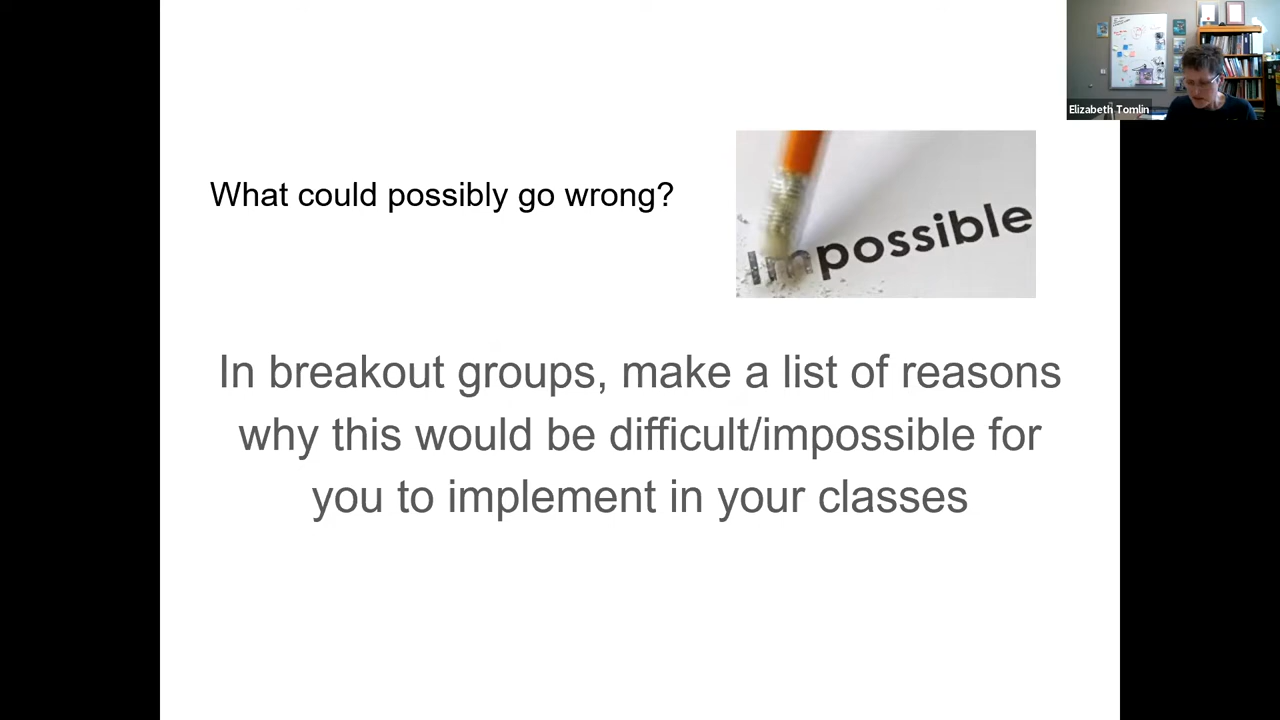 What could possibly go wrong?
Impossible
In breakout groups, make a list of reasons
why this would be difficult/impossible for
you to implement in your classes
Elizabeth Tomlin